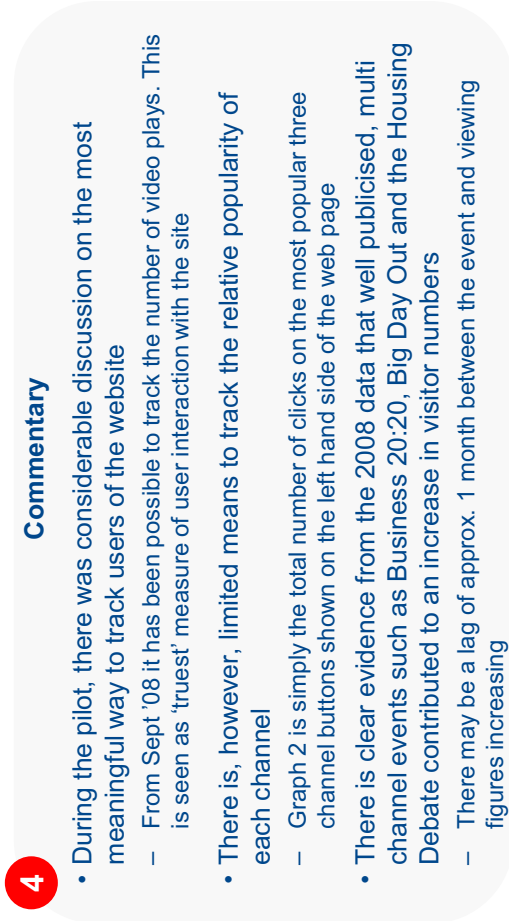 4
Commentary
• During the pilot, there was considerable discussion on the most
meaningful way to track users of the website
– From Sept ’08 it has been possible to track the number of video plays. This
is seen as ‘truest’ measure of user interaction with the site
• There is, however, limited means to track the relative popularity of
each channel
– Graph 2 is simply the total number of clicks on the most popular three
channel buttons shown on the left hand side of the web page
• There is clear evidence from the 2008 data that well publicised, multi
channel events such as Business 20:20, Big Day Out and the Housing
Debate contributed to an increase in visitor numbers
– There may be a lag of approx. 1 month between the event and viewing
figures increasing